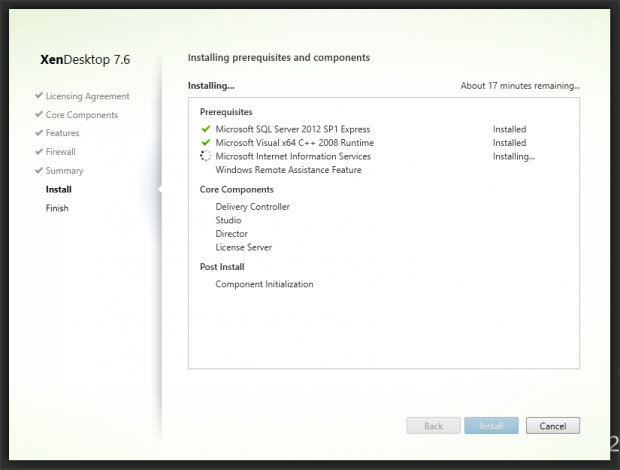 XenDesktop 7.6
Licensing Agreement
Core Components
Features
Firewall
Summary
Install
Finish
Installing prerequisites and components
Installing... About 17 minutes remaining...
Prerequisites
Microsoft SQL Server 2012 SP1 Express Installed
Microsoft Visual x64 C++ 2008 Runtime Installed
Microsoft Internet Information Services Installing...
Windows Remote Assistance Feature
Core Components
Delivery Controller
Studio
Director
License Server
Post Install
Component Initialization
Back Install Cancel
2